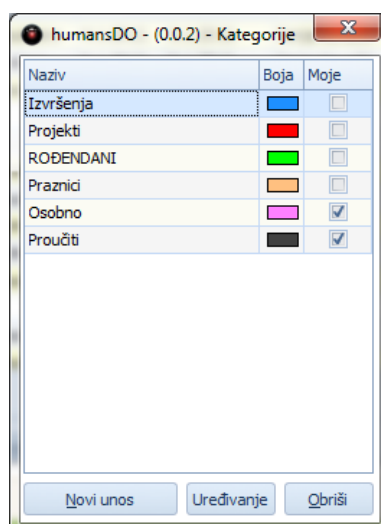 humansDO - (0.0.2) - Kategorije
Naziv Boja Moje
Izvršenja
Projekti
ROĐENDANI
Praznici
Osobno
Proučiti
Novi unos Uređivanje Obriši